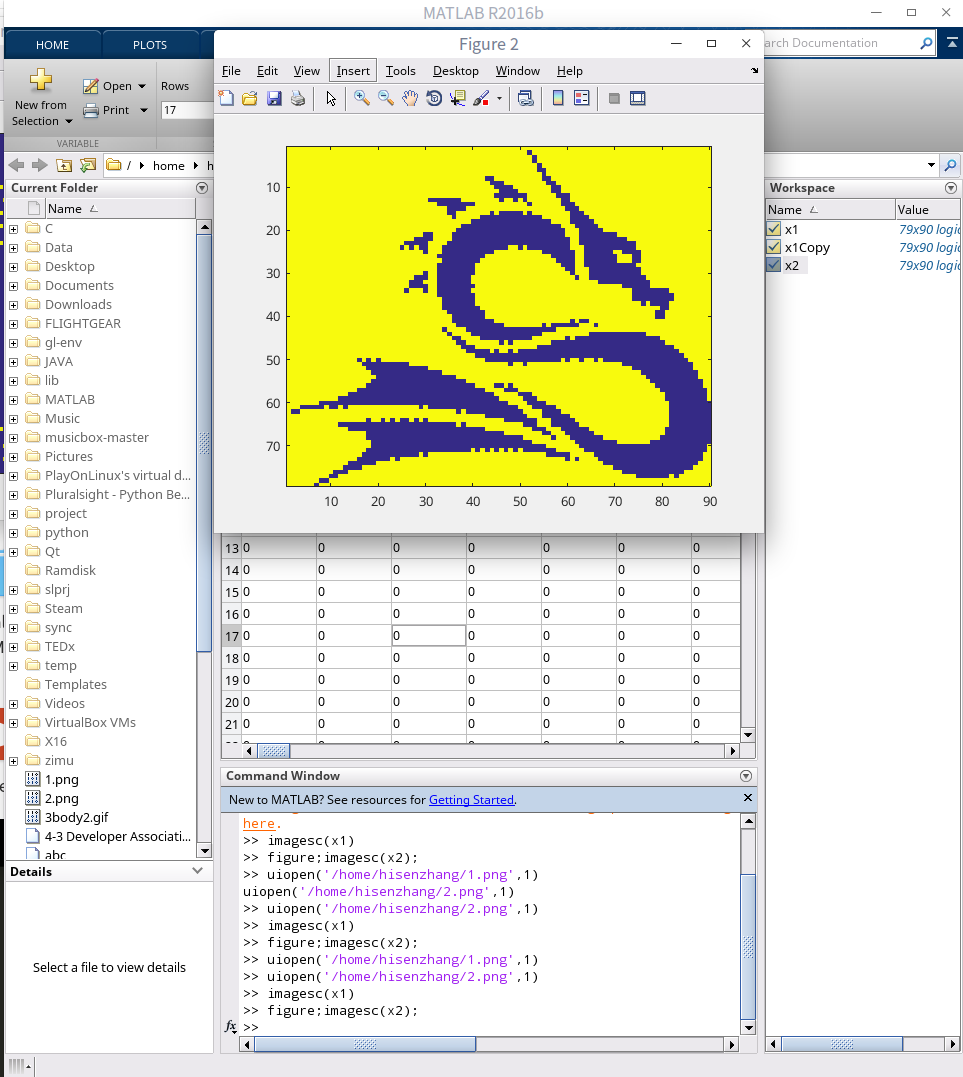 MATLAB R2016b
HOME PLOTS
arch Documentation
New from
Selection
Open
Print
Rows
17
VARIABLE
/ home h
Figure 2
File Edit View Insert Tools Desktop Window Help
10
20
30
40
50
60
70
10 20 30 40 50 60 70 80 90
Current Folder
Name
C
Data
Desktop
Documents
Downloads
FLIGHTGEAR
gl-env
JAVA
lib
MATLAB
Music
musicbox-master
Pictures
PlayOnLinux's virtual d...
Pluralsight - Python Be...
project
python
Qt
Ramdisk
slprj
Steam
sync
TEDx
temp
Templates
Videos
VirtualBox VMs
X16
zimu
1.png
2.png
3body2.gif
4-3 Developer Associati...
abc
Details
Select a file to view details
13 0 0 0 0 0 0 0
14 0 0 0 0 0 0 0
15 0 0 0 0 0 0 0
16 0 0 0 0 0 0 0
17 0 0 0 0 0 0 0
18 0 0 0 0 0 0 0
19 0 0 0 0 0 0 0
20 0 0 0 0 0 0 0
21 0 0 0 0 0 0 0
Command Window
New to MATLAB? See resources for Getting Started.
here.
>> imagesc(x1)
>> figure;imagesc(x2);
>> uiopen('/home/hisenzhang/1.png',1)
uiopen('/home/hisenzhang/2.png',1)
>> uiopen('/home/hisenzhang/2.png',1)
>> imagesc(x1)
>> figure;imagesc(x2);
>> uiopen('/home/hisenzhang/1.png',1)
>> uiopen('/home/hisenzhang/2.png',1)
>> imagesc(x1)
>> figure;imagesc(x2);
fx >>
Workspace
Name Value
x1 79x90 logic
x1Copy 79x90 logic
x2 79x90 logic